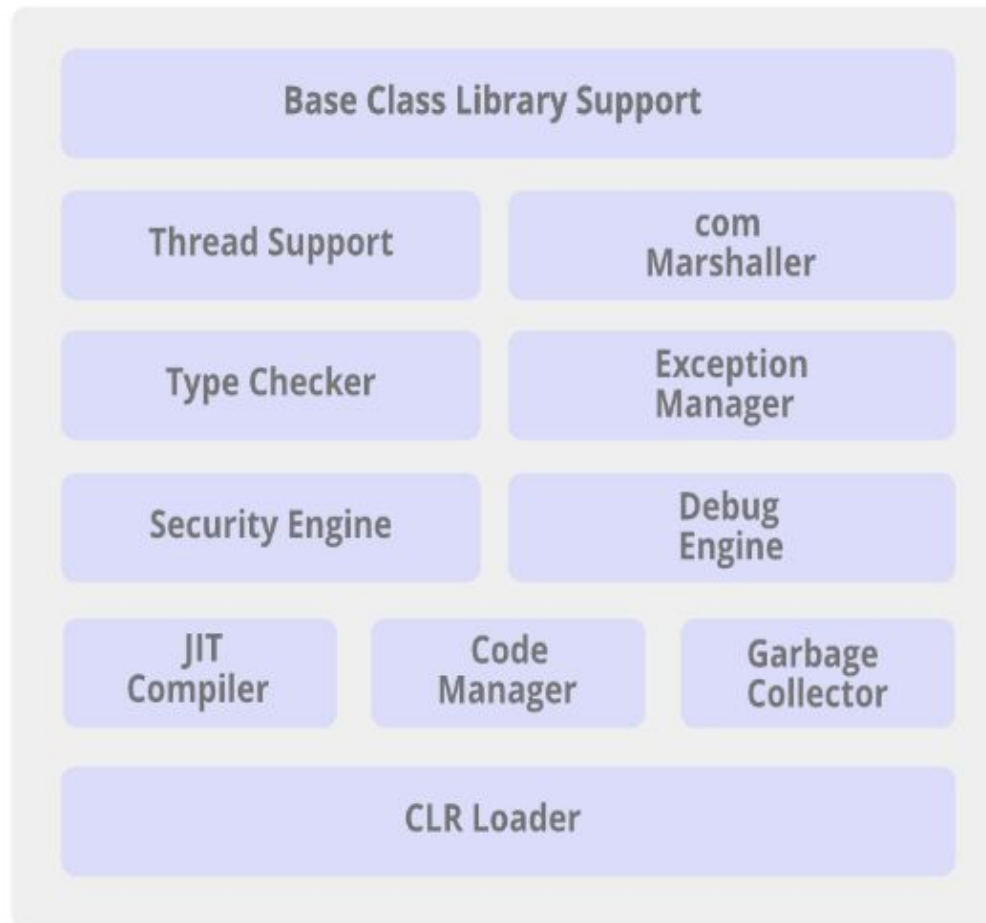 Base Class Library Support
Thread Support
com
Marshaller
Type Checker
Exception
Manager
Security Engine
Debug
Engine
JIT
Compiler
Code
Manager
Garbage
Collector
CLR Loader